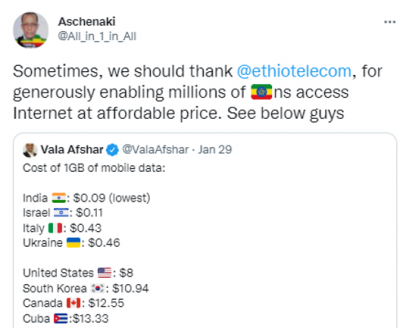 Aschenaki
@All_in_1_in_All
Sometimes, we should thank @ethiotelecom, for
generously enabling millions of 🇪🇹ns access
Internet at affordable price. See below guys
Vala Afshar @ValaAfshar · Jan 29
Cost of 1GB of mobile data:
India 🇮🇳: $0.09 (lowest)
Israel 🇮🇱: $0.11
Italy 🇮🇹: $0.43
Ukraine 🇺🇦: $0.46
United States 🇺🇸: $8
South Korea 🇰🇷: $10.94
Canada 🇨🇦: $12.55
Cuba 🇨🇺:$13.33